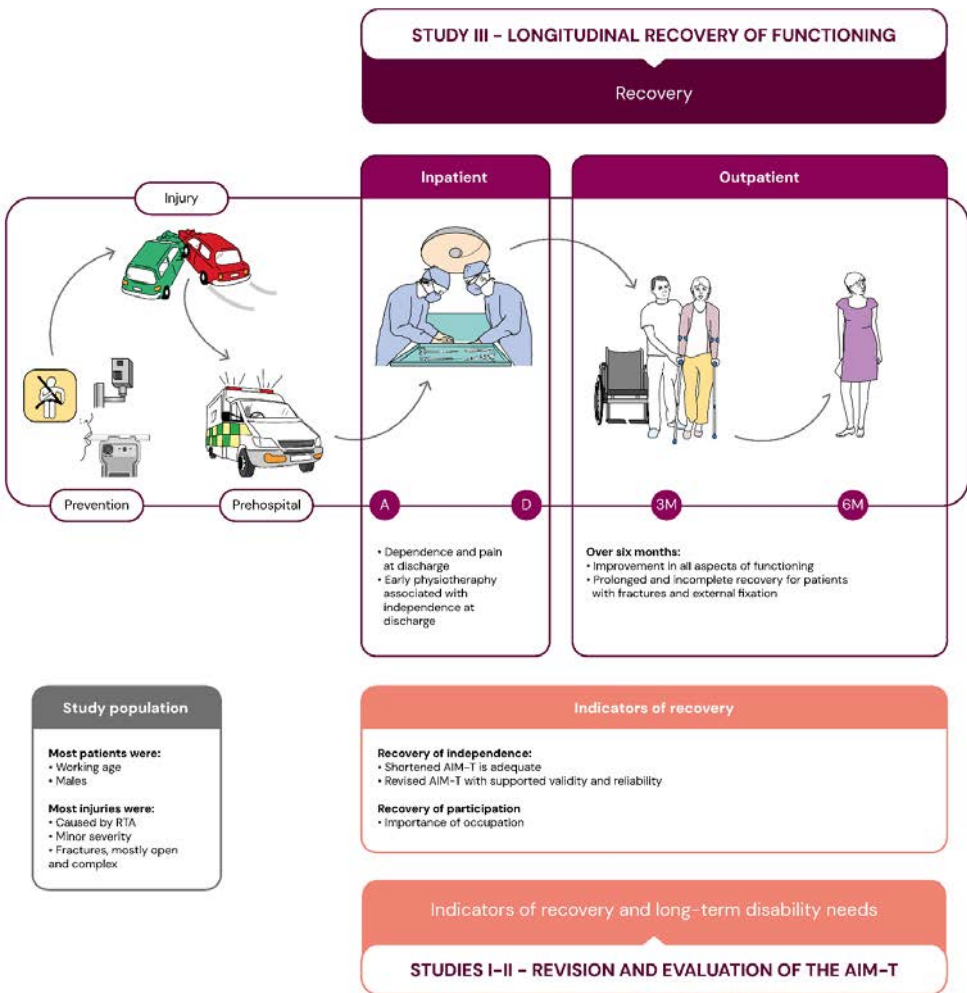 STUDY III - LONGITUDINAL RECOVERY OF FUNCTIONING
Recovery
Inpatient
Outpatient
Injury
Prevention
Prehospital
A
D
3M
6M
• Dependence and pain
at discharge
• Early physiotheraphy
associated with
independence at
discharge
Over six months:
• Improvement in all aspects of functioning
• Prolonged and incomplete recovery for patients
with fractures and external fixation
Study population
Most patients were:
• Working age
• Males
Most injuries were:
• Caused by RTA
• Minor severity
• Fractures, mostly open
and complex
Indicators of recovery
Recovery of independence:
• Shortened AIM-T is adequate
• Revised AIM-T with supported validity and reliability
Recovery of participation
• Importance of occupation
Indicators of recovery and long-term disability needs
STUDIES I-II - REVISION AND EVALUATION OF THE AIM-T